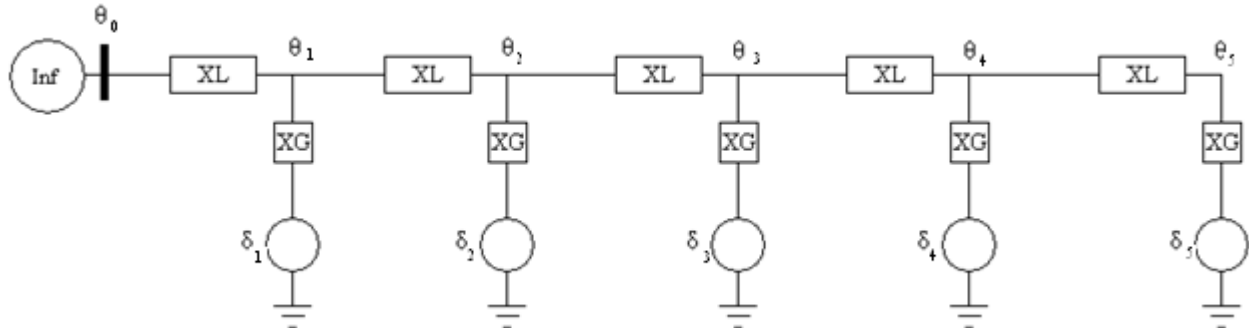 θ₀ θ₁ θ₂ θ₃ θ₄ θ₅
Inf XL XL XL XL XL
XG XG XG XG XG
δ₁ δ₂ δ₃ δ₄ δ₅